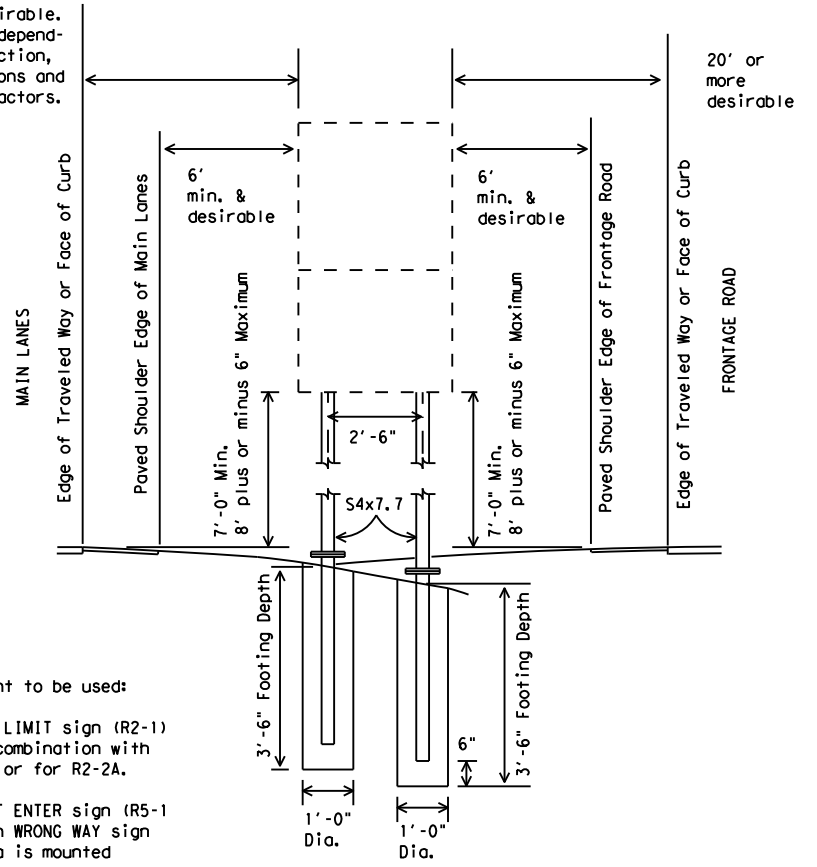 irable.
depend-
ction,
ons and
actors.
20' or
more
desirable
6'
min. &
desirable
6'
min. &
desirable
MAIN LANES
Edge of Traveled Way or Face of Curb
Paved Shoulder Edge of Main Lanes
7'-0" Min.
8' plus or minus 6" Maximum
7'-0" Min.
8' plus or minus 6" Maximum
Paved Shoulder Edge of Frontage Road
Edge of Traveled Way or Face of Curb
FRONTAGE ROAD
2'-6"
S4x7.7
3'-6" Footing Depth
3'-6" Footing Depth
6"
1'-0"
Dia.
1'-0"
Dia.
nt to be used:
LIMIT sign (R2-1)
combination with
or for R2-2A.
T ENTER sign (R5-1
n WRONG WAY sign
a is mounted